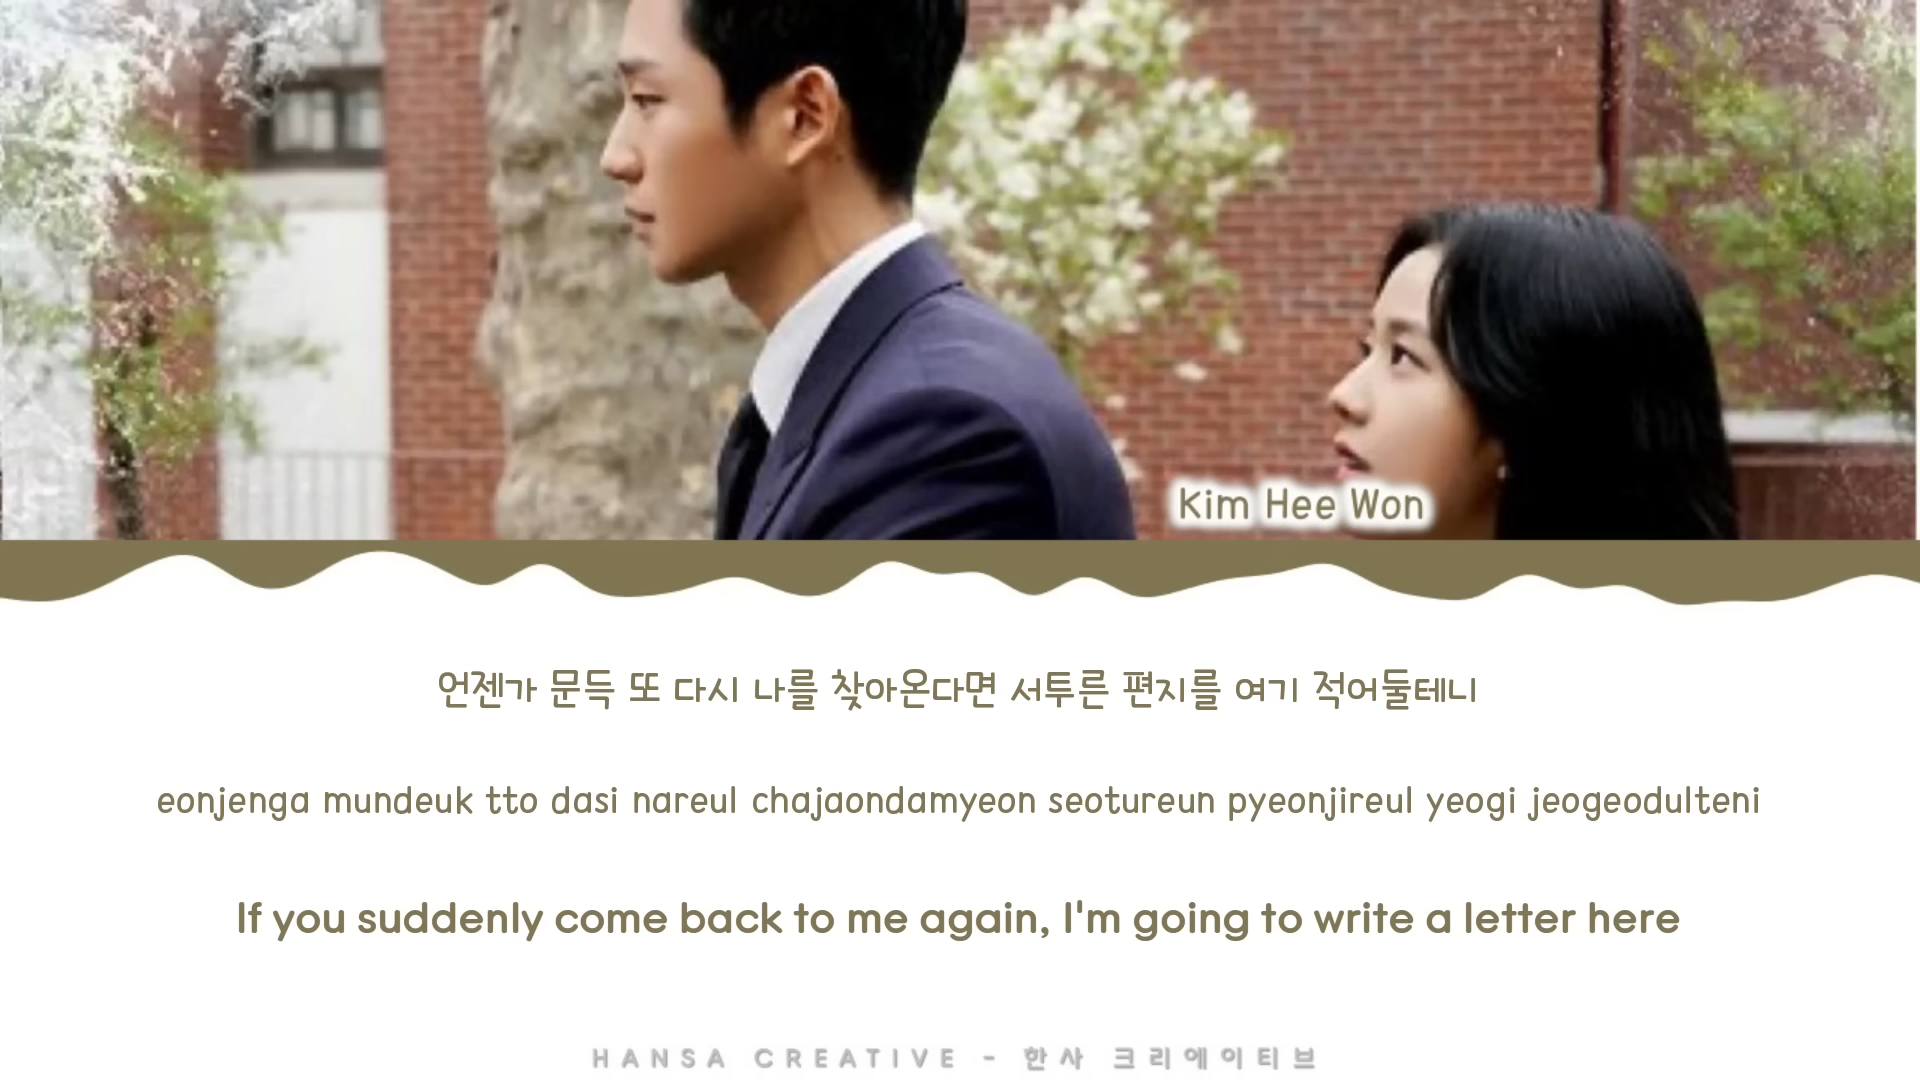 Kim Hee Won
언젠가 문득 또 다시 나를 찾아온다면 서투른 편지를 여기 적어둘테니
eonjenga mundeuk tto dasi nareul chajaondamyeon seotureun pyeonjireul yeogi jeogeodulteni
If you suddenly come back to me again, I'm going to write a letter here
HANSA CREATIVE - 한사 크리에이티브